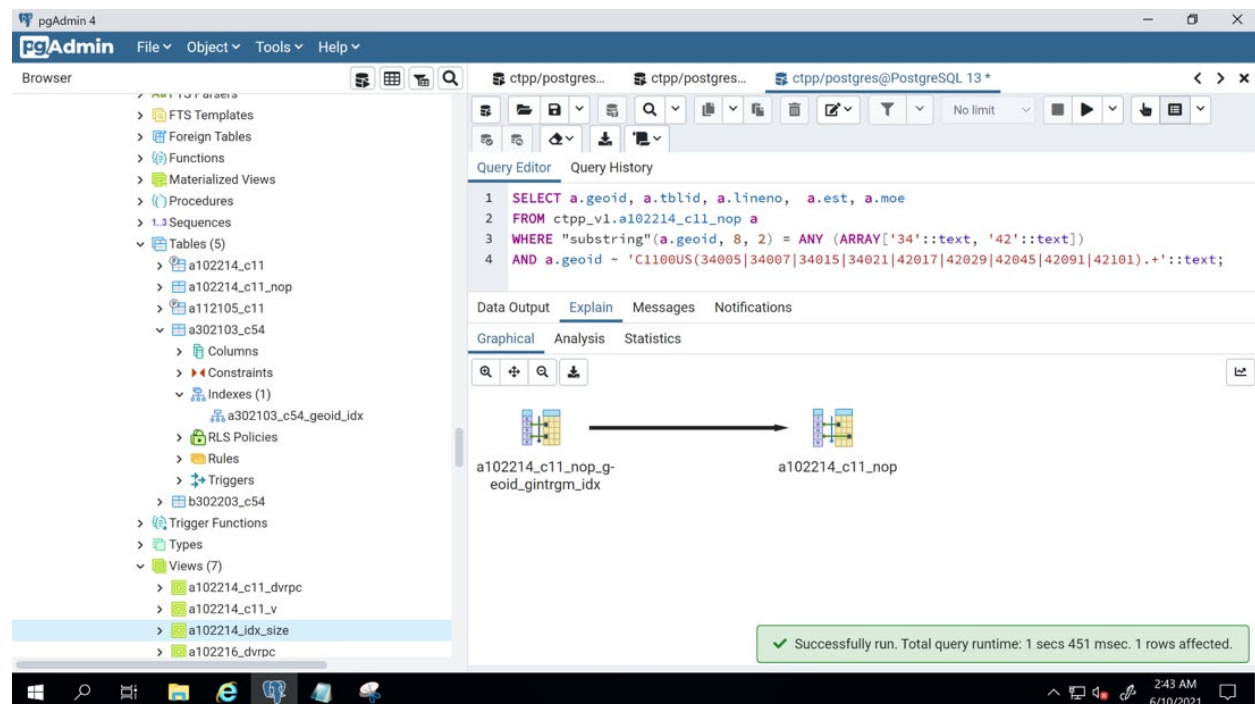 pgAdmin 4
pgAdmin File Object Tools Help
Browser
ctpp/postgres... ctpp/postgres... ctpp/postgres@PostgreSQL 13 *
FTS Parsers
FTS Templates
Foreign Tables
Functions
Materialized Views
Procedures
1..3 Sequences
Tables (5)
a102214_c11
a102214_c11_nop
a112105_c11
a302103_c54
Columns
Constraints
Indexes (1)
a302103_c54_geoid_idx
RLS Policies
Rules
Triggers
b302203_c54
Trigger Functions
Types
Views (7)
a102214_c11_dvrpc
a102214_c11_v
a102214_idx_size
a102216_dvrpc
No limit
Query Editor Query History
1 SELECT a.geoid, a.tblid, a.lineno, a.est, a.moe
2 FROM ctpp_v1.a102214_c11_nop a
3 WHERE "substring"(a.geoid, 8, 2) = ANY (ARRAY['34'::text, '42'::text])
4 AND a.geoid ~ 'C1100US(34005|34007|34015|34021|42017|42029|42045|42091|42101).+'::text;
Data Output Explain Messages Notifications
Graphical Analysis Statistics
a102214_c11_nop_g-
eoid_gintrgm_idx
a102214_c11_nop
Successfully run. Total query runtime: 1 secs 451 msec. 1 rows affected.
2:43 AM
6/10/2021